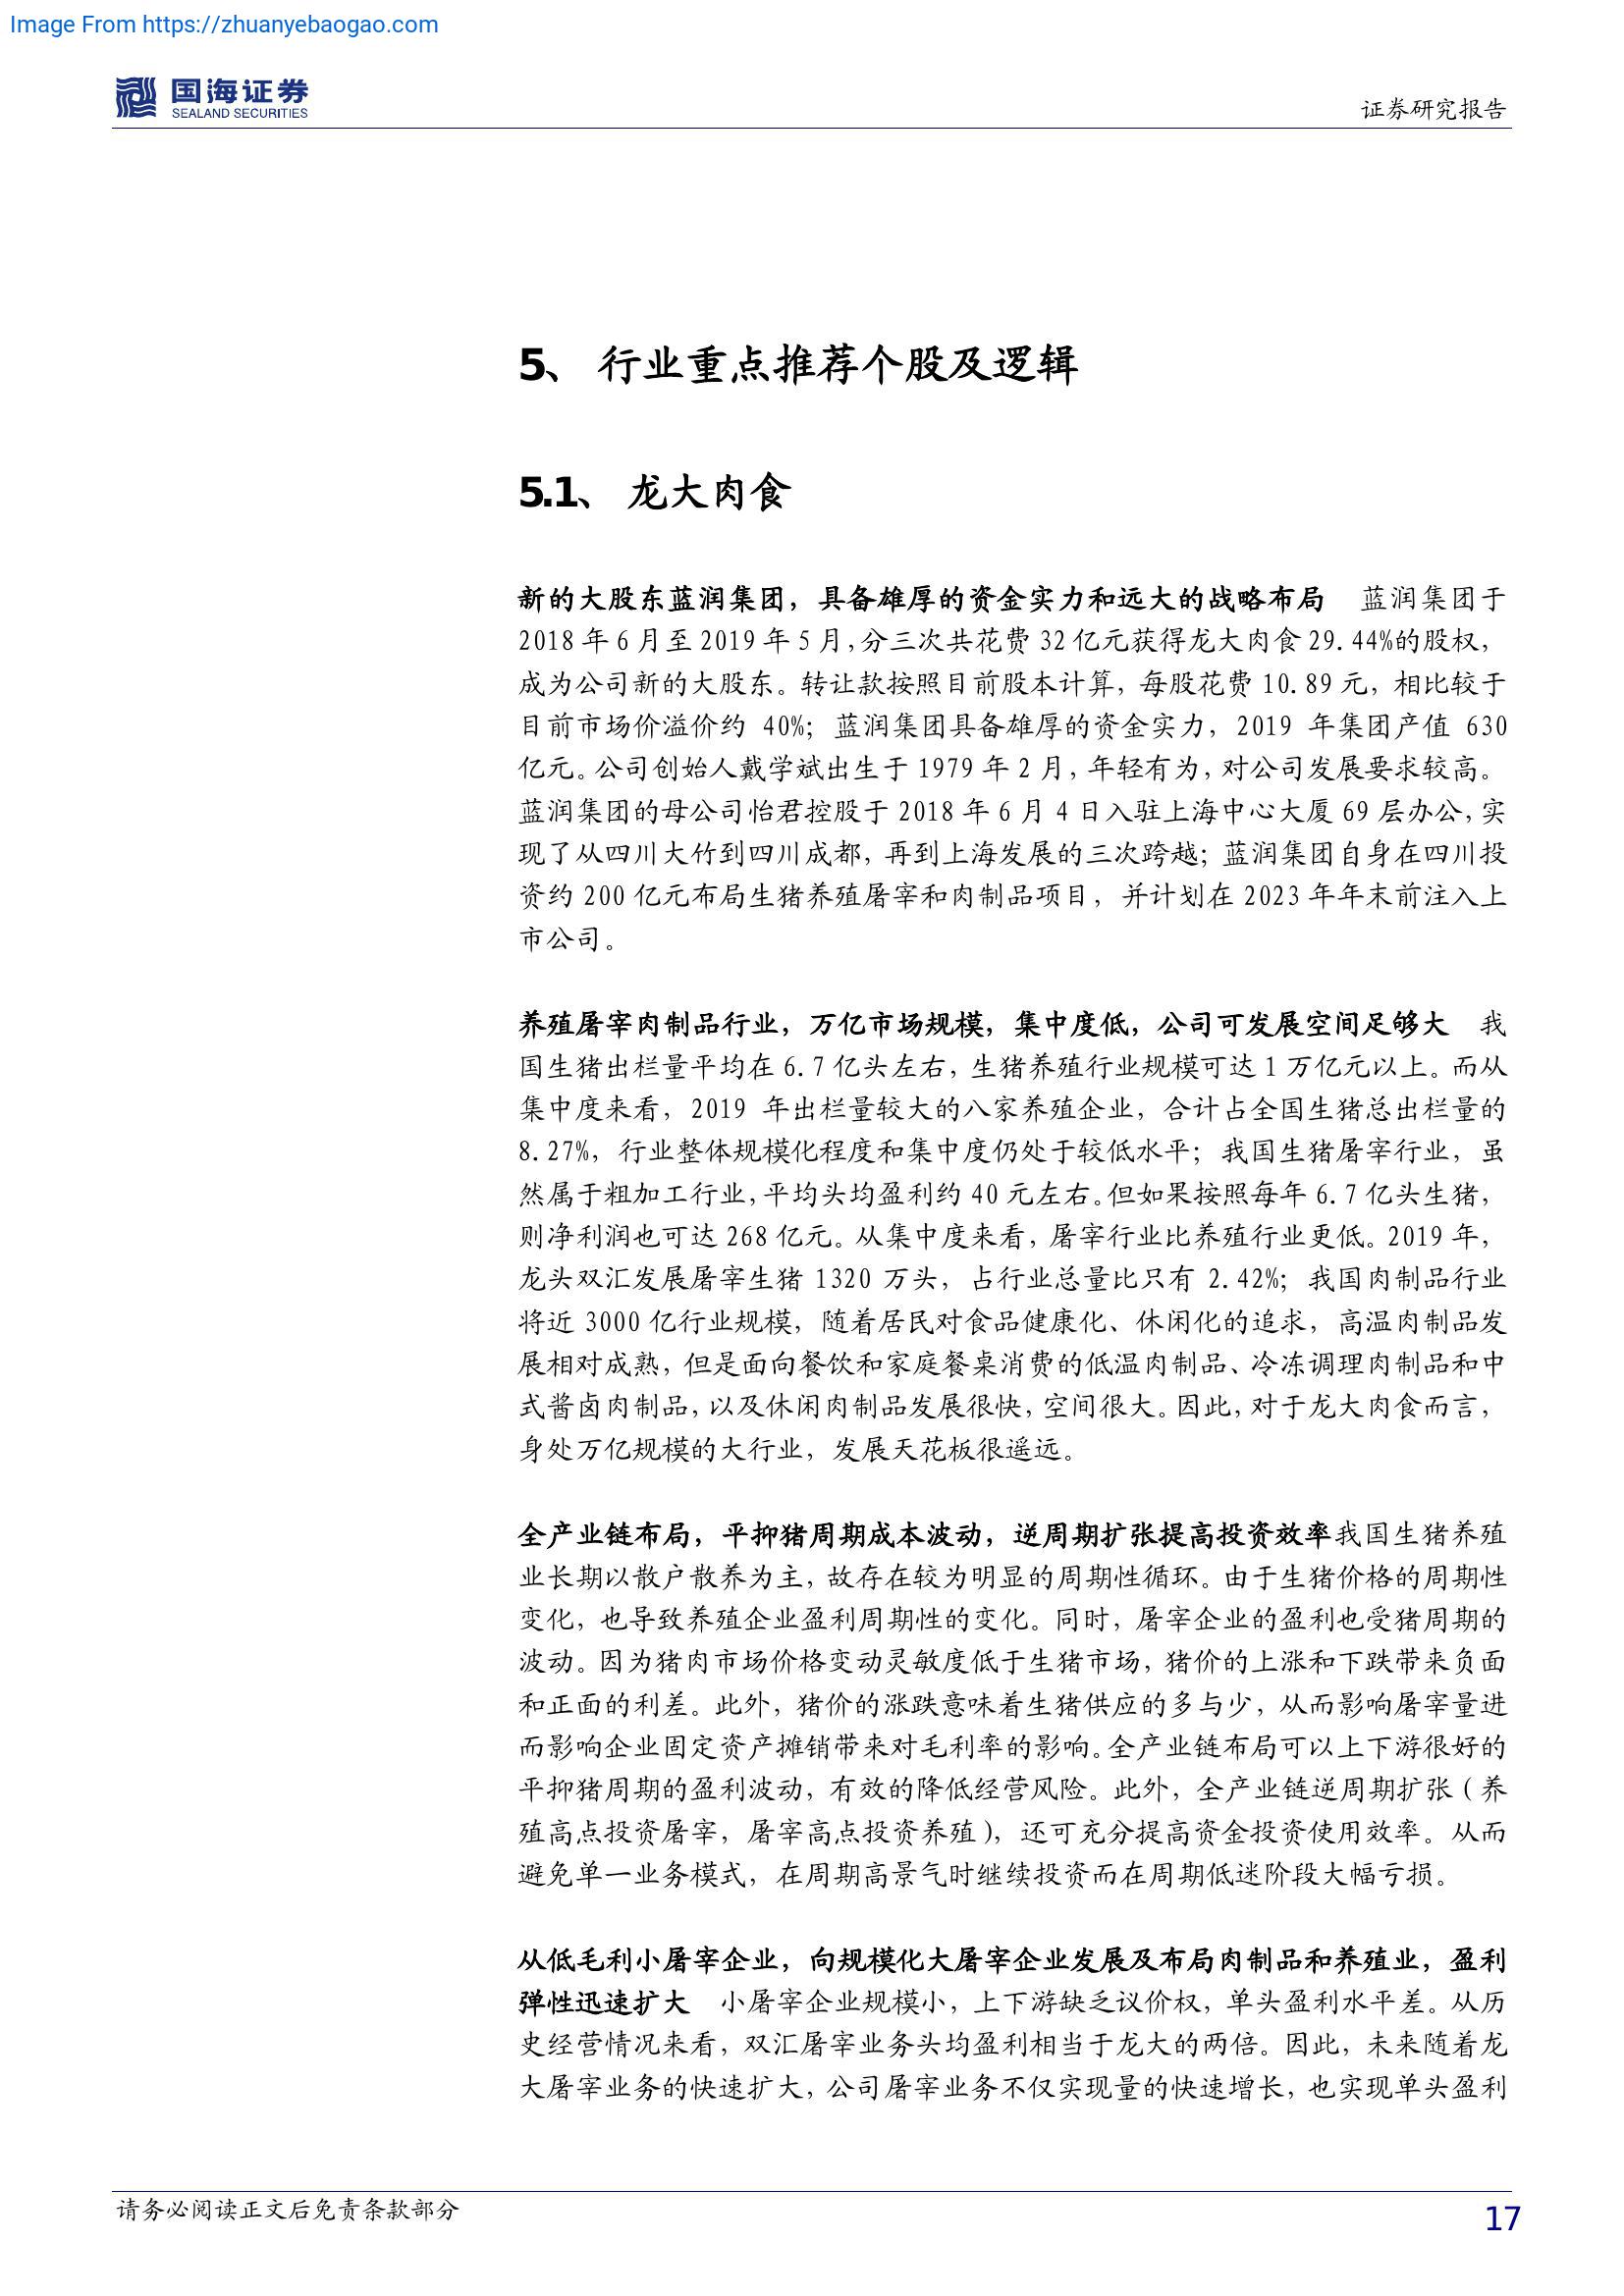 Image From https://zhuanyebaogao.com
国海证券
SEALAND SECURITIES
证券研究报告
5、 行业重点推荐个股及逻辑
5.1、 龙大肉食
新的大股东蓝润集团，具备雄厚的资金实力和远大的战略布局 蓝润集团于
2018 年 6 月至 2019 年 5 月，分三次共花费 32 亿元获得龙大肉食 29.44%的股权，
成为公司新的大股东。转让款按照目前股本计算，每股花费 10.89 元，相比较于
目前市场价溢价约 40%；蓝润集团具备雄厚的资金实力，2019 年集团产值 630
亿元。公司创始人戴学斌出生于 1979 年 2 月，年轻有为，对公司发展要求较高。
蓝润集团的母公司怡君控股于 2018 年 6 月 4 日入驻上海中心大厦 69 层办公，实
现了从四川大竹到四川成都，再到上海发展的三次跨越；蓝润集团自身在四川投
资约 200 亿元布局生猪养殖屠宰和肉制品项目，并计划在 2023 年年末前注入上
市公司。
养殖屠宰肉制品行业，万亿市场规模，集中度低，公司可发展空间足够大 我
国生猪出栏量平均在 6.7 亿头左右，生猪养殖行业规模可达 1 万亿元以上。而从
集中度来看，2019 年出栏量较大的八家养殖企业，合计占全国生猪总出栏量的
8.27%，行业整体规模化程度和集中度仍处于较低水平；我国生猪屠宰行业，虽
然属于粗加工行业，平均头均盈利约 40 元左右。但如果按照每年 6.7 亿头生猪，
则净利润也可达 268 亿元。从集中度来看，屠宰行业比养殖行业更低。2019 年，
龙头双汇发展屠宰生猪 1320 万头，占行业总量比只有 2.42%；我国肉制品行业
将近 3000 亿行业规模，随着居民对食品健康化、休闲化的追求，高温肉制品发
展相对成熟，但是面向餐饮和家庭餐桌消费的低温肉制品、冷冻调理肉制品和中
式酱卤肉制品，以及休闲肉制品发展很快，空间很大。因此，对于龙大肉食而言，
身处万亿规模的大行业，发展天花板很遥远。
全产业链布局，平抑猪周期成本波动，逆周期扩张提高投资效率我国生猪养殖
业长期以散户散养为主，故存在较为明显的周期性循环。由于生猪价格的周期性
变化，也导致养殖企业盈利周期性的变化。同时，屠宰企业的盈利也受猪周期的
波动。因为猪肉市场价格变动灵敏度低于生猪市场，猪价的上涨和下跌带来负面
和正面的利差。此外，猪价的涨跌意味着生猪供应的多与少，从而影响屠宰量进
而影响企业固定资产摊销带来对毛利率的影响。全产业链布局可以上下游很好的
平抑猪周期的盈利波动，有效的降低经营风险。此外，全产业链逆周期扩张（养
殖高点投资屠宰，屠宰高点投资养殖），还可充分提高资金投资使用效率。从而
避免单一业务模式，在周期高景气时继续投资而在周期低迷阶段大幅亏损。
从低毛利小屠宰企业，向规模化大屠宰企业发展及布局肉制品和养殖业，盈利
弹性迅速扩大 小屠宰企业规模小，上下游缺乏议价权，单头盈利水平差。从历
史经营情况来看，双汇屠宰业务头均盈利相当于龙大的两倍。因此，未来随着龙
大屠宰业务的快速扩大，公司屠宰业务不仅实现量的快速增长，也实现单头盈利
请务必阅读正文后免责条款部分
17